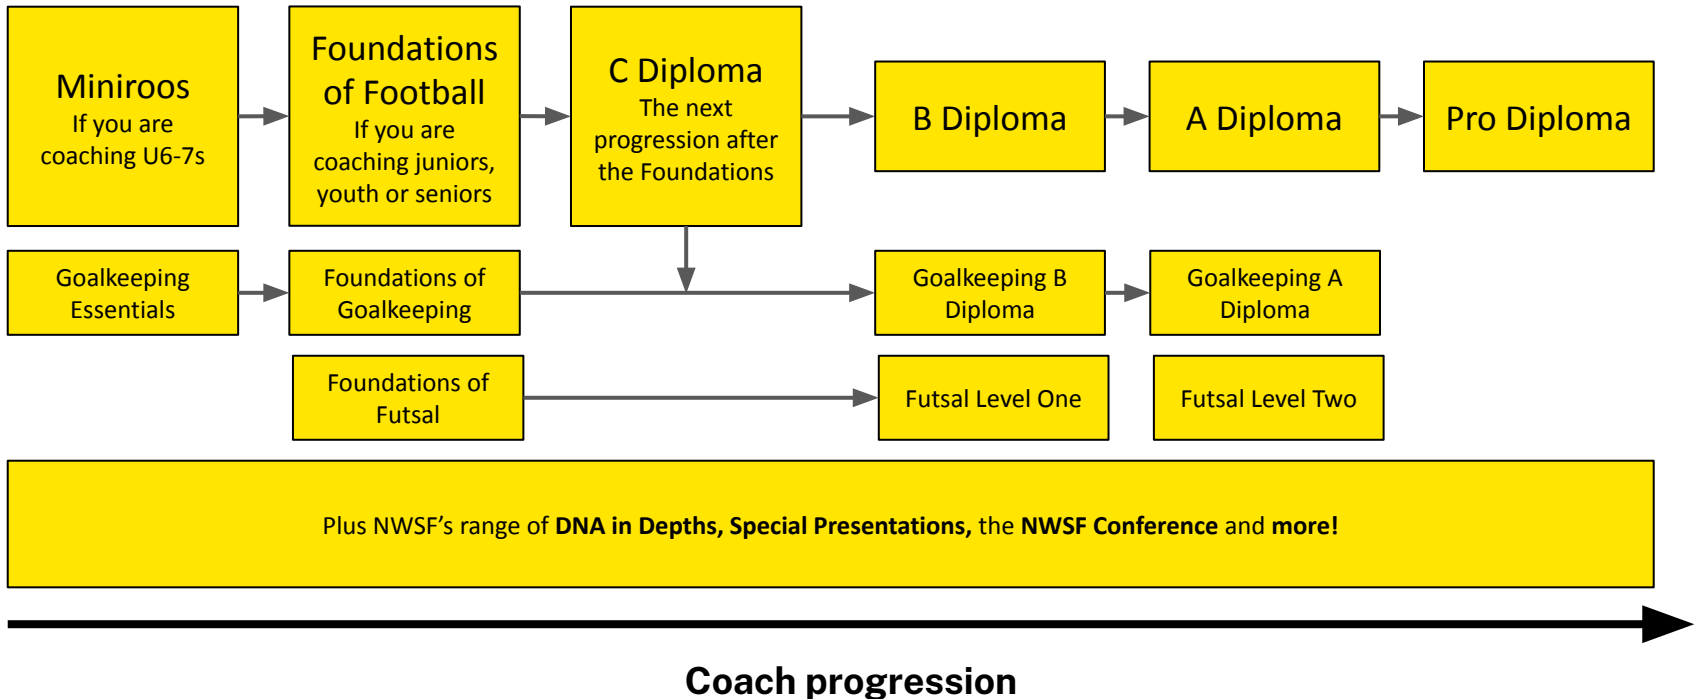 Miniroos
If you are
coaching U6-7s
Foundations
of Football
If you are
coaching juniors,
youth or seniors
C Diploma
The next
progression after
the Foundations
B Diploma
A Diploma
Pro Diploma
Goalkeeping
Essentials
Foundations of
Goalkeeping
Goalkeeping B
Diploma
Goalkeeping A
Diploma
Foundations of
Futsal
Futsal Level One
Futsal Level Two
Plus NWSF’s range of DNA in Depths, Special Presentations, the NWSF Conference and more!
Coach progression